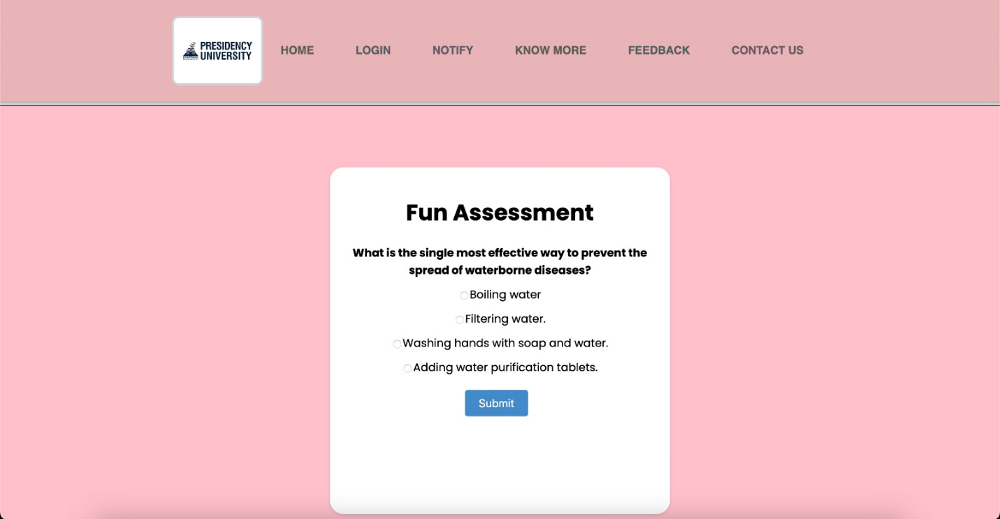 PRESIDENCY
UNIVERSITY
HOME LOGIN NOTIFY KNOW MORE FEEDBACK CONTACT US
Fun Assessment
What is the single most effective way to prevent the
spread of waterborne diseases?
Boiling water
Filtering water.
Washing hands with soap and water.
Adding water purification tablets.
Submit